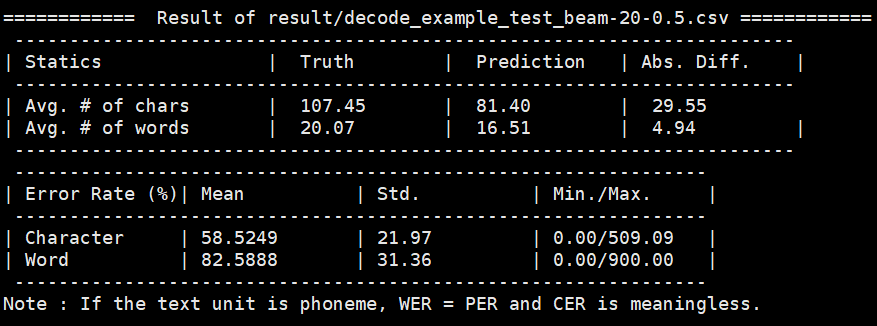 ============  Result of result/decode_example_test_beam-20-0.5.csv ============
---------------------------------------------------------------------------
| Statics                |  Truth         |  Prediction   | Abs. Diff.    |
---------------------------------------------------------------------------
| Avg. # of chars        |  107.45        |  81.40        |  29.55
| Avg. # of words        |  20.07         |  16.51        |  4.94         |
---------------------------------------------------------------------------
------------------------------------------------------------------
| Error Rate (%)| Mean           | Std.           | Min./Max.      |
------------------------------------------------------------------
| Character     | 58.5249        | 21.97          | 0.00/509.09    |
| Word          | 82.5888        | 31.36          | 0.00/900.00    |
------------------------------------------------------------------
Note : If the text unit is phoneme, WER = PER and CER is meaningless.